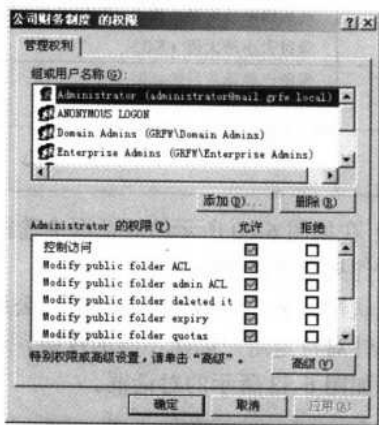 公司财务制度 的权限
管理权利
组或用户名称(G):
Administrator (administrator@mail.gyfw.local)
ANONYMOUS LOGON
Domain Admins (GRFW\Domain Admins)
Enterprise Admins (GRFW\Enterprise Admins)
添加(D)... 删除(R)
Administrator 的权限(P) 允许 拒绝
控制访问
Modify public folder ACL
Modify public folder admin ACL
Modify public folder deleted it
Modify public folder expiry
Modify public folder quotas
特别权限或高级设置，请单击“高级”。
高级(V)
确定 取消 应用(A)